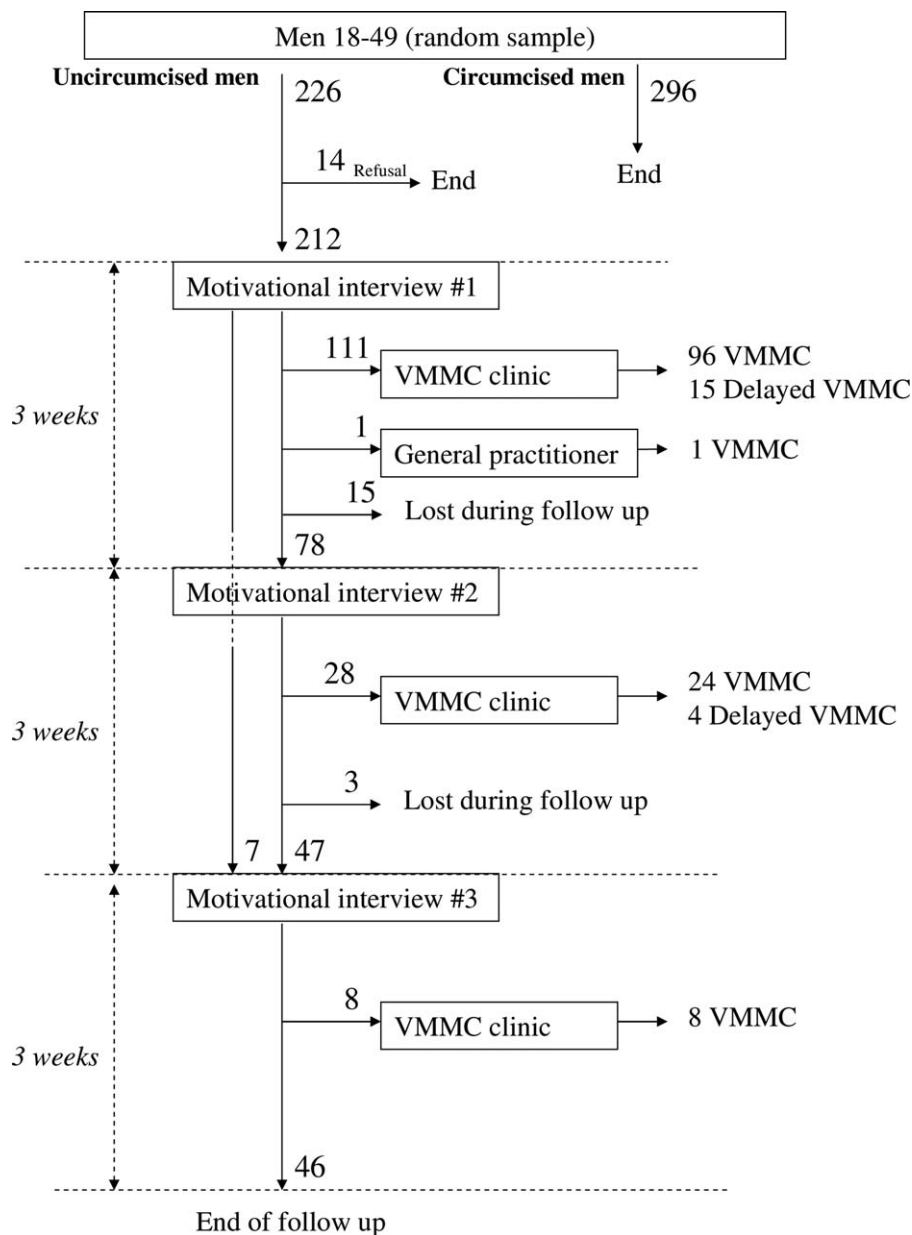 Men 18-49 (random sample)
Uncircumcised men
Circumcised men
226
296
14 Refusal
End
End
212
Motivational interview #1
111
VMMC clinic
96 VMMC
15 Delayed VMMC
3 weeks
1
General practitioner
1 VMMC
15
Lost during follow up
78
Motivational interview #2
28
VMMC clinic
24 VMMC
4 Delayed VMMC
3 weeks
3
Lost during follow up
7
47
Motivational interview #3
8
VMMC clinic
8 VMMC
3 weeks
46
End of follow up